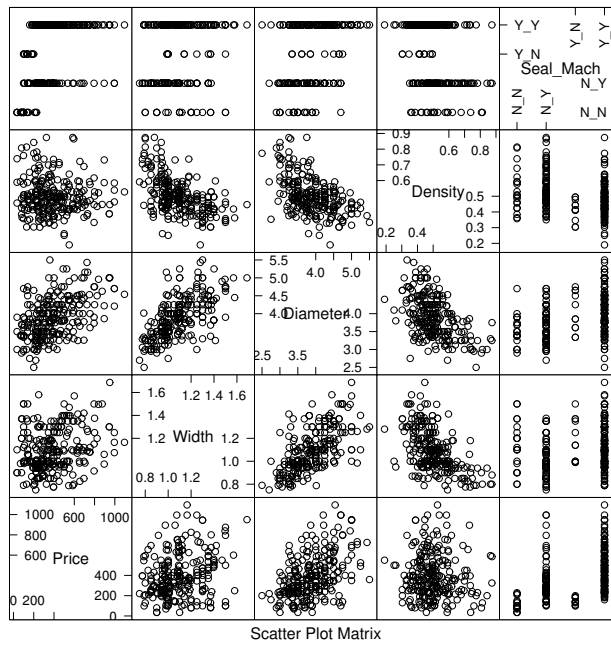 Y_Y
Y_N
Y_N
Y_Y
Seal_Mach
N_N
N_Y
N_Y
N_N
0.9
0.8
0.7
0.6
0.6 0.8
Density
0.5
0.4
0.3
0.2
0.2 0.4
5.5
5.0
4.5
4.0
4.0 5.0
Diameter
4.0
3.5
3.0
2.5
2.5 3.5
1.6
1.4
1.2
1.2 1.4 1.6
Width
1.2
1.0
0.8
0.8 1.0 1.2
1000
800
600
600 1000
Price
400
200
0
0 200
Scatter Plot Matrix